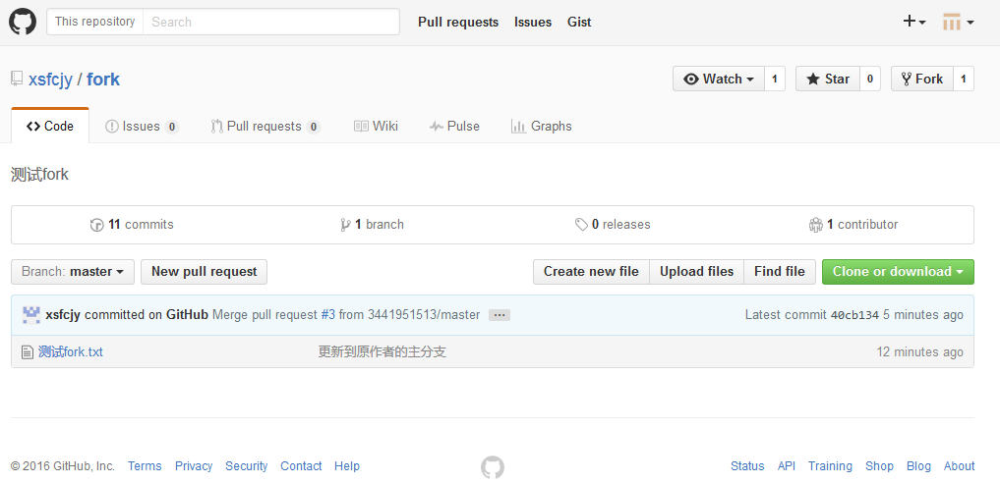 This repository Search Pull requests Issues Gist
xsfcjy / fork Watch 1 Star 0 Fork 1
Code Issues 0 Pull requests 0 Wiki Pulse Graphs
测试fork
11 commits 1 branch 0 releases 1 contributor
Branch: master New pull request Create new file Upload files Find file Clone or download
xsfcjy committed on GitHub Merge pull request #3 from 3441951513/master ... Latest commit 40cb134 5 minutes ago
测试fork.txt 更新到原作者的主分支 12 minutes ago
© 2016 GitHub, Inc. Terms Privacy Security Contact Help Status API Training Shop Blog About